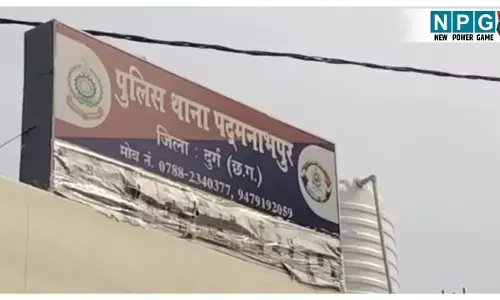 NPG
NEW POWER GAME
पुलिस थाना पद्मनाभपुर
जिला : दुर्ग (छ.ग.)
मोब नं. 0788-2340377, 9479192059